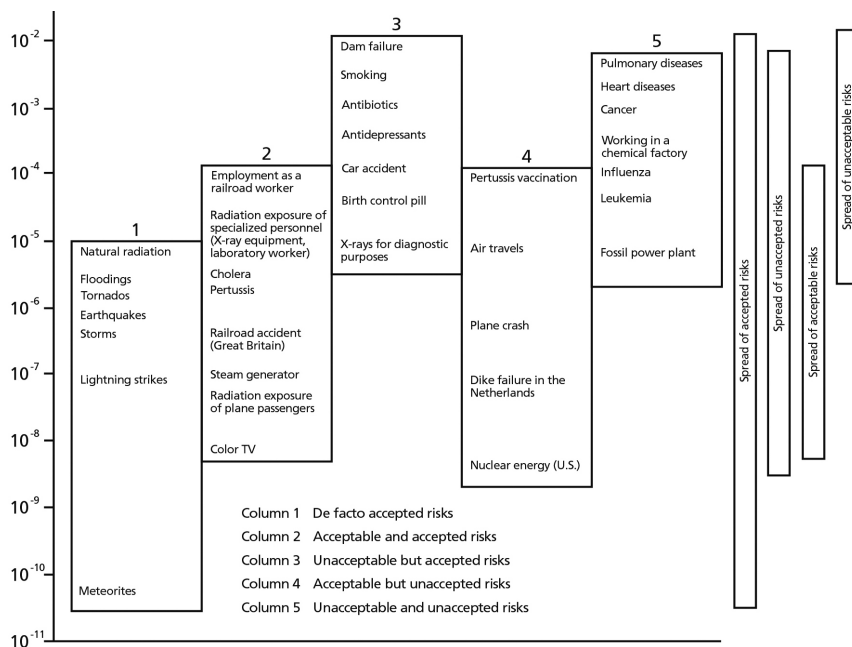 10-2
10-3
10-4
10-5
10-6
10-7
10-8
10-9
10-10
10-11
1
Natural radiation
Floodings
Tornados
Earthquakes
Storms
Lightning strikes
Meteorites
2
Employment as a
railroad worker
Radiation exposure of
specialized personnel
(X-ray equipment,
laboratory worker)
Cholera
Pertussis
Railroad accident
(Great Britain)
Steam generator
Radiation exposure
of plane passengers
Color TV
3
Dam failure
Smoking
Antibiotics
Antidepressants
Car accident
Birth control pill
X-rays for diagnostic
purposes
4
Pertussis vaccination
Air travels
Plane crash
Dike failure in the
Netherlands
Nuclear energy (U.S.)
5
Pulmonary diseases
Heart diseases
Cancer
Working in a
chemical factory
Influenza
Leukemia
Fossil power plant
Spread of accepted risks
Spread of unaccepted risks
Spread of acceptable risks
Spread of unacceptable risks
Column 1 De facto accepted risks
Column 2 Acceptable and accepted risks
Column 3 Unacceptable but accepted risks
Column 4 Acceptable but unaccepted risks
Column 5 Unacceptable and unaccepted risks